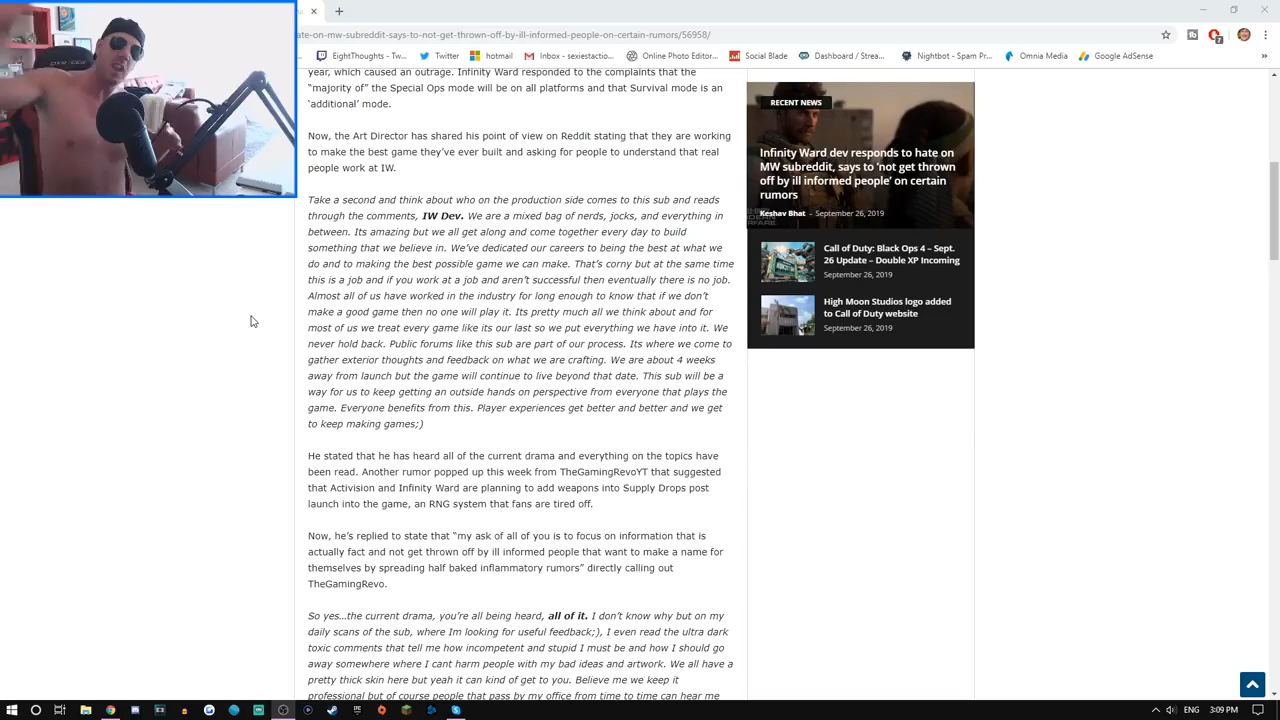 ate-on-mw-subreddit-says-to-not-get-thrown-off-by-ill-informed-people-on-certain-rumors/56958/
7
EightThoughts - Tw...
Twitter
hotmail
Inbox - sexiestactio...
Online Photo Editor...
Social Blade
Dashboard / Strea...
Nightbot - Spam Pr...
Omnia Media
Google AdSense
year, which caused an outrage. Infinity Ward responded to the complaints that the
“majority of” the Special Ops mode will be on all platforms and that Survival mode is an
‘additional’ mode.
Now, the Art Director has shared his point of view on Reddit stating that they are working
to make the best game they’ve ever built and asking for people to understand that real
people work at IW.
Take a second and think about who on the production side comes to this sub and reads
through the comments, IW Dev. We are a mixed bag of nerds, jocks, and everything in
between. Its amazing but we all get along and come together every day to build
something that we believe in. We’ve dedicated our careers to being the best at what we
do and to making the best possible game we can make. That’s corny but at the same time
this is a job and if you work at a job and aren’t successful then eventually there is no job.
Almost all of us have worked in the industry for long enough to know that if we don’t
make a good game then no one will play it. Its pretty much all we think about and for
most of us we treat every game like its our last so we put everything we have into it. We
never hold back. Public forums like this sub are part of our process. Its where we come to
gather exterior thoughts and feedback on what we are crafting. We are about 4 weeks
away from launch but the game will continue to live beyond that date. This sub will be a
way for us to keep getting an outside hands on perspective from everyone that plays the
game. Everyone benefits from this. Player experiences get better and better and we get
to keep making games;)
He stated that he has heard all of the current drama and everything on the topics have
been read. Another rumor popped up this week from TheGamingRevoYT that suggested
that Activision and Infinity Ward are planning to add weapons into Supply Drops post
launch into the game, an RNG system that fans are tired off.
Now, he’s replied to state that “my ask of all of you is to focus on information that is
actually fact and not get thrown off by ill informed people that want to make a name for
themselves by spreading half baked inflammatory rumors” directly calling out
TheGamingRevo.
So yes…the current drama, you’re all being heard, all of it. I don’t know why but on my
daily scans of the sub, where Im looking for useful feedback;), I even read the ultra dark
toxic comments that tell me how incompetent and stupid I must be and how I should go
away somewhere where I cant harm people with my bad ideas and artwork. We all have a
pretty thick skin here but yeah it can kind of get to you. Believe me we keep it
professional but of course people that pass by my office from time to time can hear me
RECENT NEWS
Infinity Ward dev responds to hate on
MW subreddit, says to ‘not get thrown
off by ill informed people’ on certain
rumors
Keshav Bhat - September 26, 2019
Call of Duty: Black Ops 4 – Sept.
26 Update – Double XP Incoming
September 26, 2019
High Moon Studios logo added
to Call of Duty website
September 26, 2019
3:09 PM